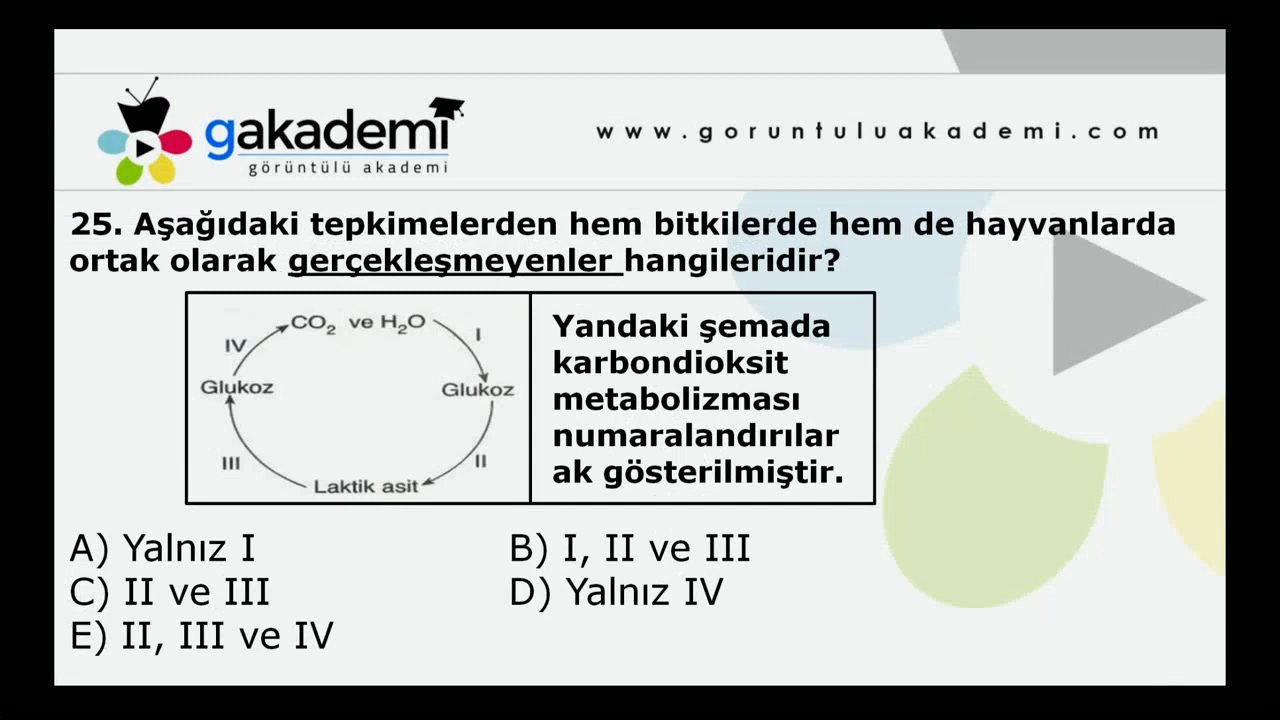 gakademi
görüntülü akademi
www.goruntuluakademi.com
25. Aşağıdaki tepkimelerden hem bitkilerde hem de hayvanlarda
ortak olarak gerçekleşmeyenler hangileridir?
CO₂ ve H₂O
I
IV
Glukoz
Glukoz
III
II
Laktik asit
Yandaki şemada
karbondioksit
metabolizması
numaralandırılar
ak gösterilmiştir.
A) Yalnız I
B) I, II ve III
C) II ve III
D) Yalnız IV
E) II, III ve IV